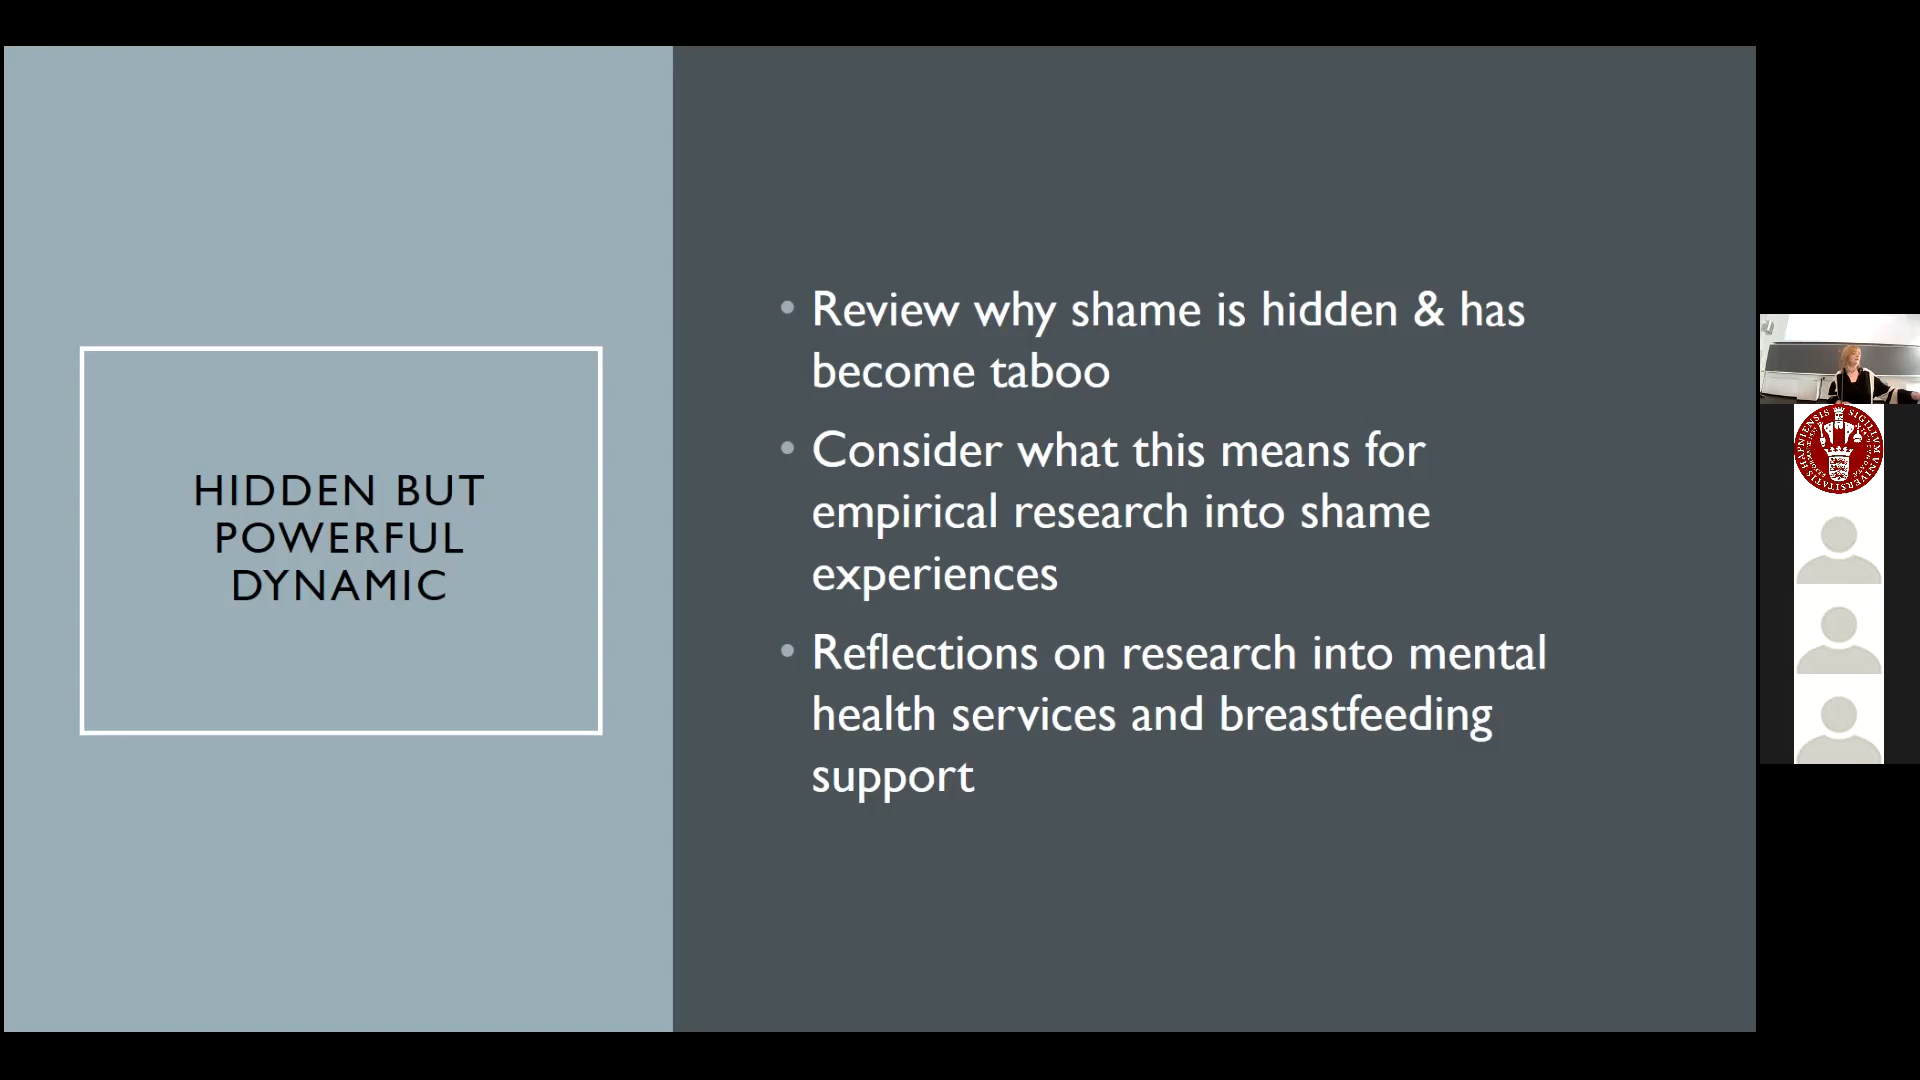 HIDDEN BUT
POWERFUL
DYNAMIC
• Review why shame is hidden & has
become taboo
• Consider what this means for
empirical research into shame
experiences
• Reflections on research into mental
health services and breastfeeding
support